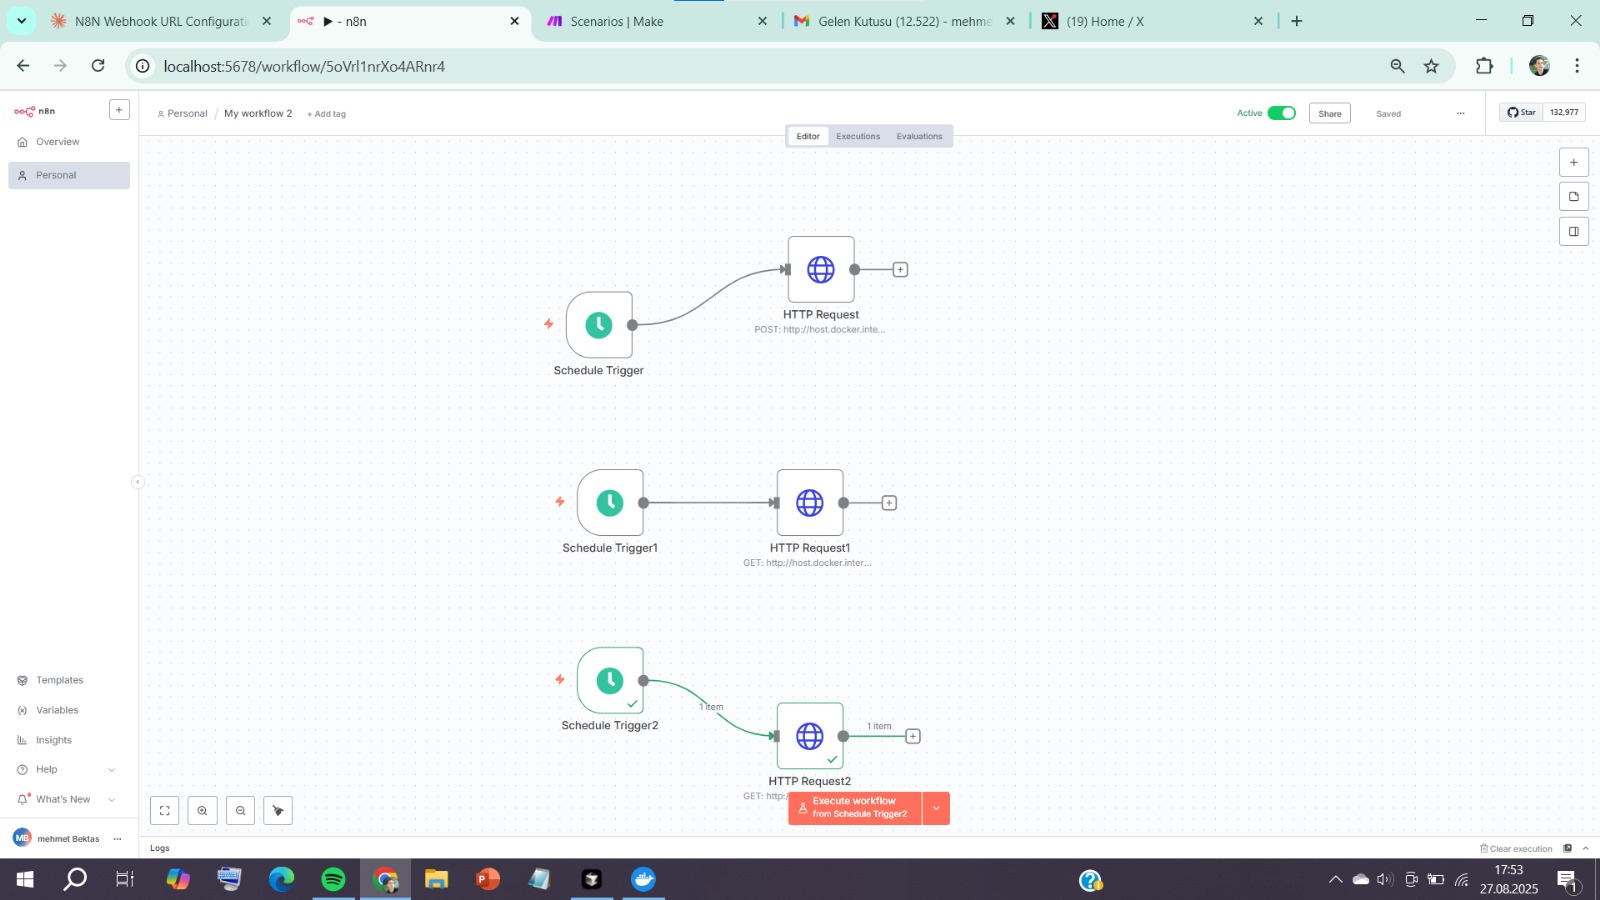 N8N Webhook URL Configurati
▶ - n8n
Scenarios | Make
Gelen Kutusu (12.522) - mehme
(19) Home / X
localhost:5678/workflow/5oVrl1nrXo4ARnr4
n8n
Personal / My workflow 2 + Add tag
Active
Share
Saved
Star 132,977
Editor Executions Evaluations
Overview
Personal
HTTP Request
POST: http://host.docker.inte...
Schedule Trigger
Schedule Trigger1
HTTP Request1
GET: http://host.docker.inter...
1 item
Schedule Trigger2
1 item
HTTP Request2
GET: http:/
Execute workflow
from Schedule Trigger2
Templates
Variables
Insights
Help
What's New
MB mehmet Bektas
Logs
Clear execution
17:53
27.08.2025
1